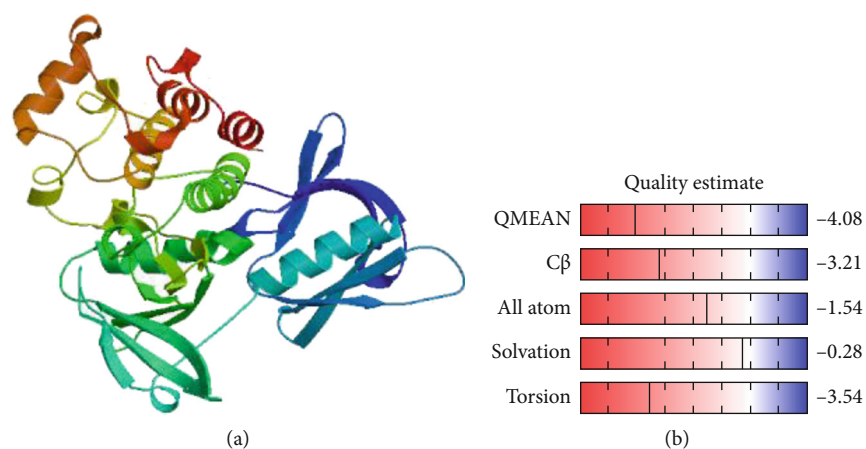 Quality estimate
QMEAN –4.08
Cβ –3.21
All atom –1.54
Solvation –0.28
Torsion –3.54
(a) (b)